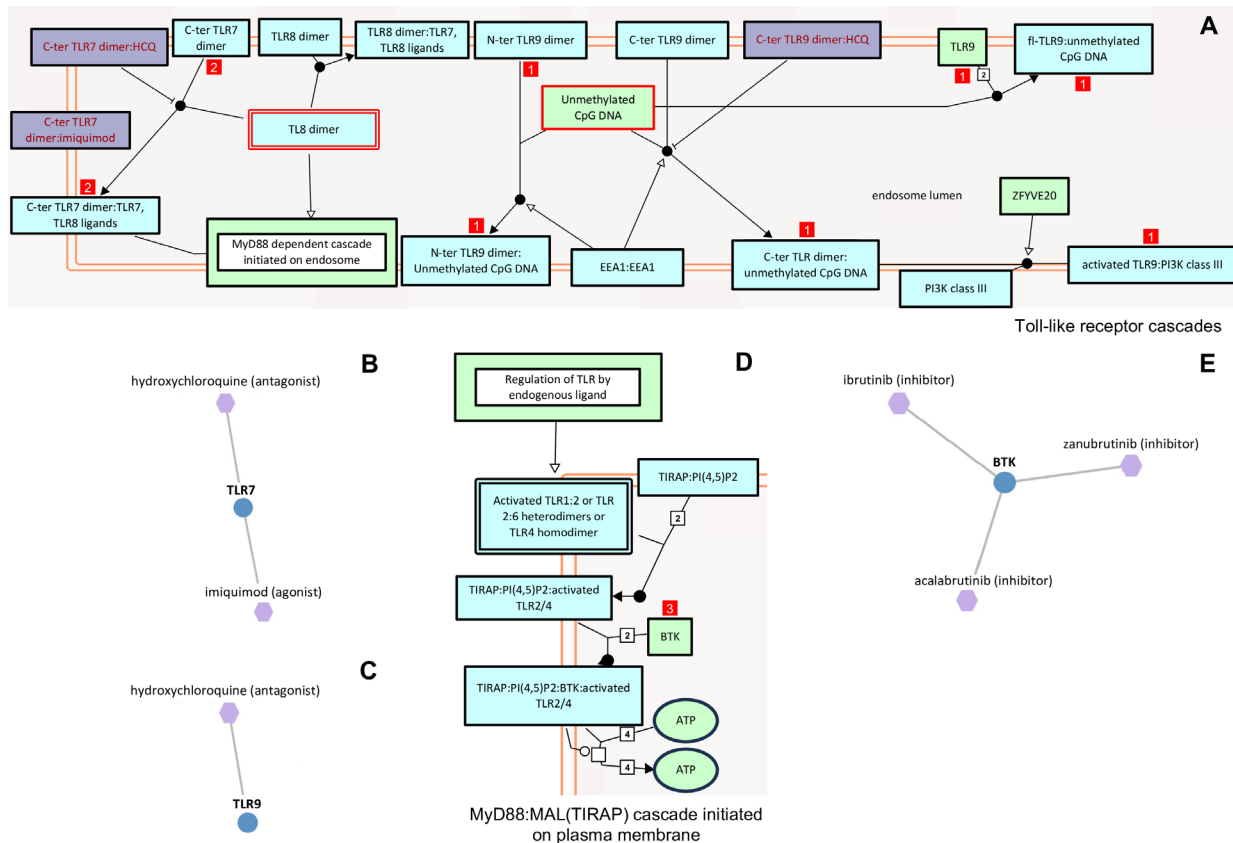 A
C-ter TLR7 dimer:HCQ
C-ter TLR7
dimer
2
TLR8 dimer
TLR8 dimer:TLR7,
TLR8 ligands
N-ter TLR9 dimer
1
C-ter TLR9 dimer
C-ter TLR9 dimer:HCQ
TLR9
1
2
fl-TLR9:unmethylated
CpG DNA
1
C-ter TLR7
dimer:imiquimod
TL8 dimer
Unmethylated
CpG DNA
2
C-ter TLR7 dimer:TLR7,
TLR8 ligands
MyD88 dependent cascade
initiated on endosome
1
N-ter TLR9 dimer:
Unmethylated CpG DNA
EEA1:EEA1
1
C-ter TLR dimer:
unmethylated CpG DNA
endosome lumen
ZFYVE20
PI3K class III
1
activated TLR9:PI3K class III
Toll-like receptor cascades
B
hydroxychloroquine (antagonist)
TLR7
imiquimod (agonist)
C
hydroxychloroquine (antagonist)
TLR9
D
Regulation of TLR by
endogenous ligand
TIRAP:PI(4,5)P2
Activated TLR1:2 or TLR
2:6 heterodimers or
TLR4 homodimer
2
TIRAP:PI(4,5)P2:activated
TLR2/4
3
2
BTK
TIRAP:PI(4,5)P2:BTK:activated
TLR2/4
4
ATP
4
ATP
MyD88:MAL(TIRAP) cascade initiated
on plasma membrane
E
ibrutinib (inhibitor)
zanubrutinib (inhibitor)
BTK
acalabrutinib (inhibitor)